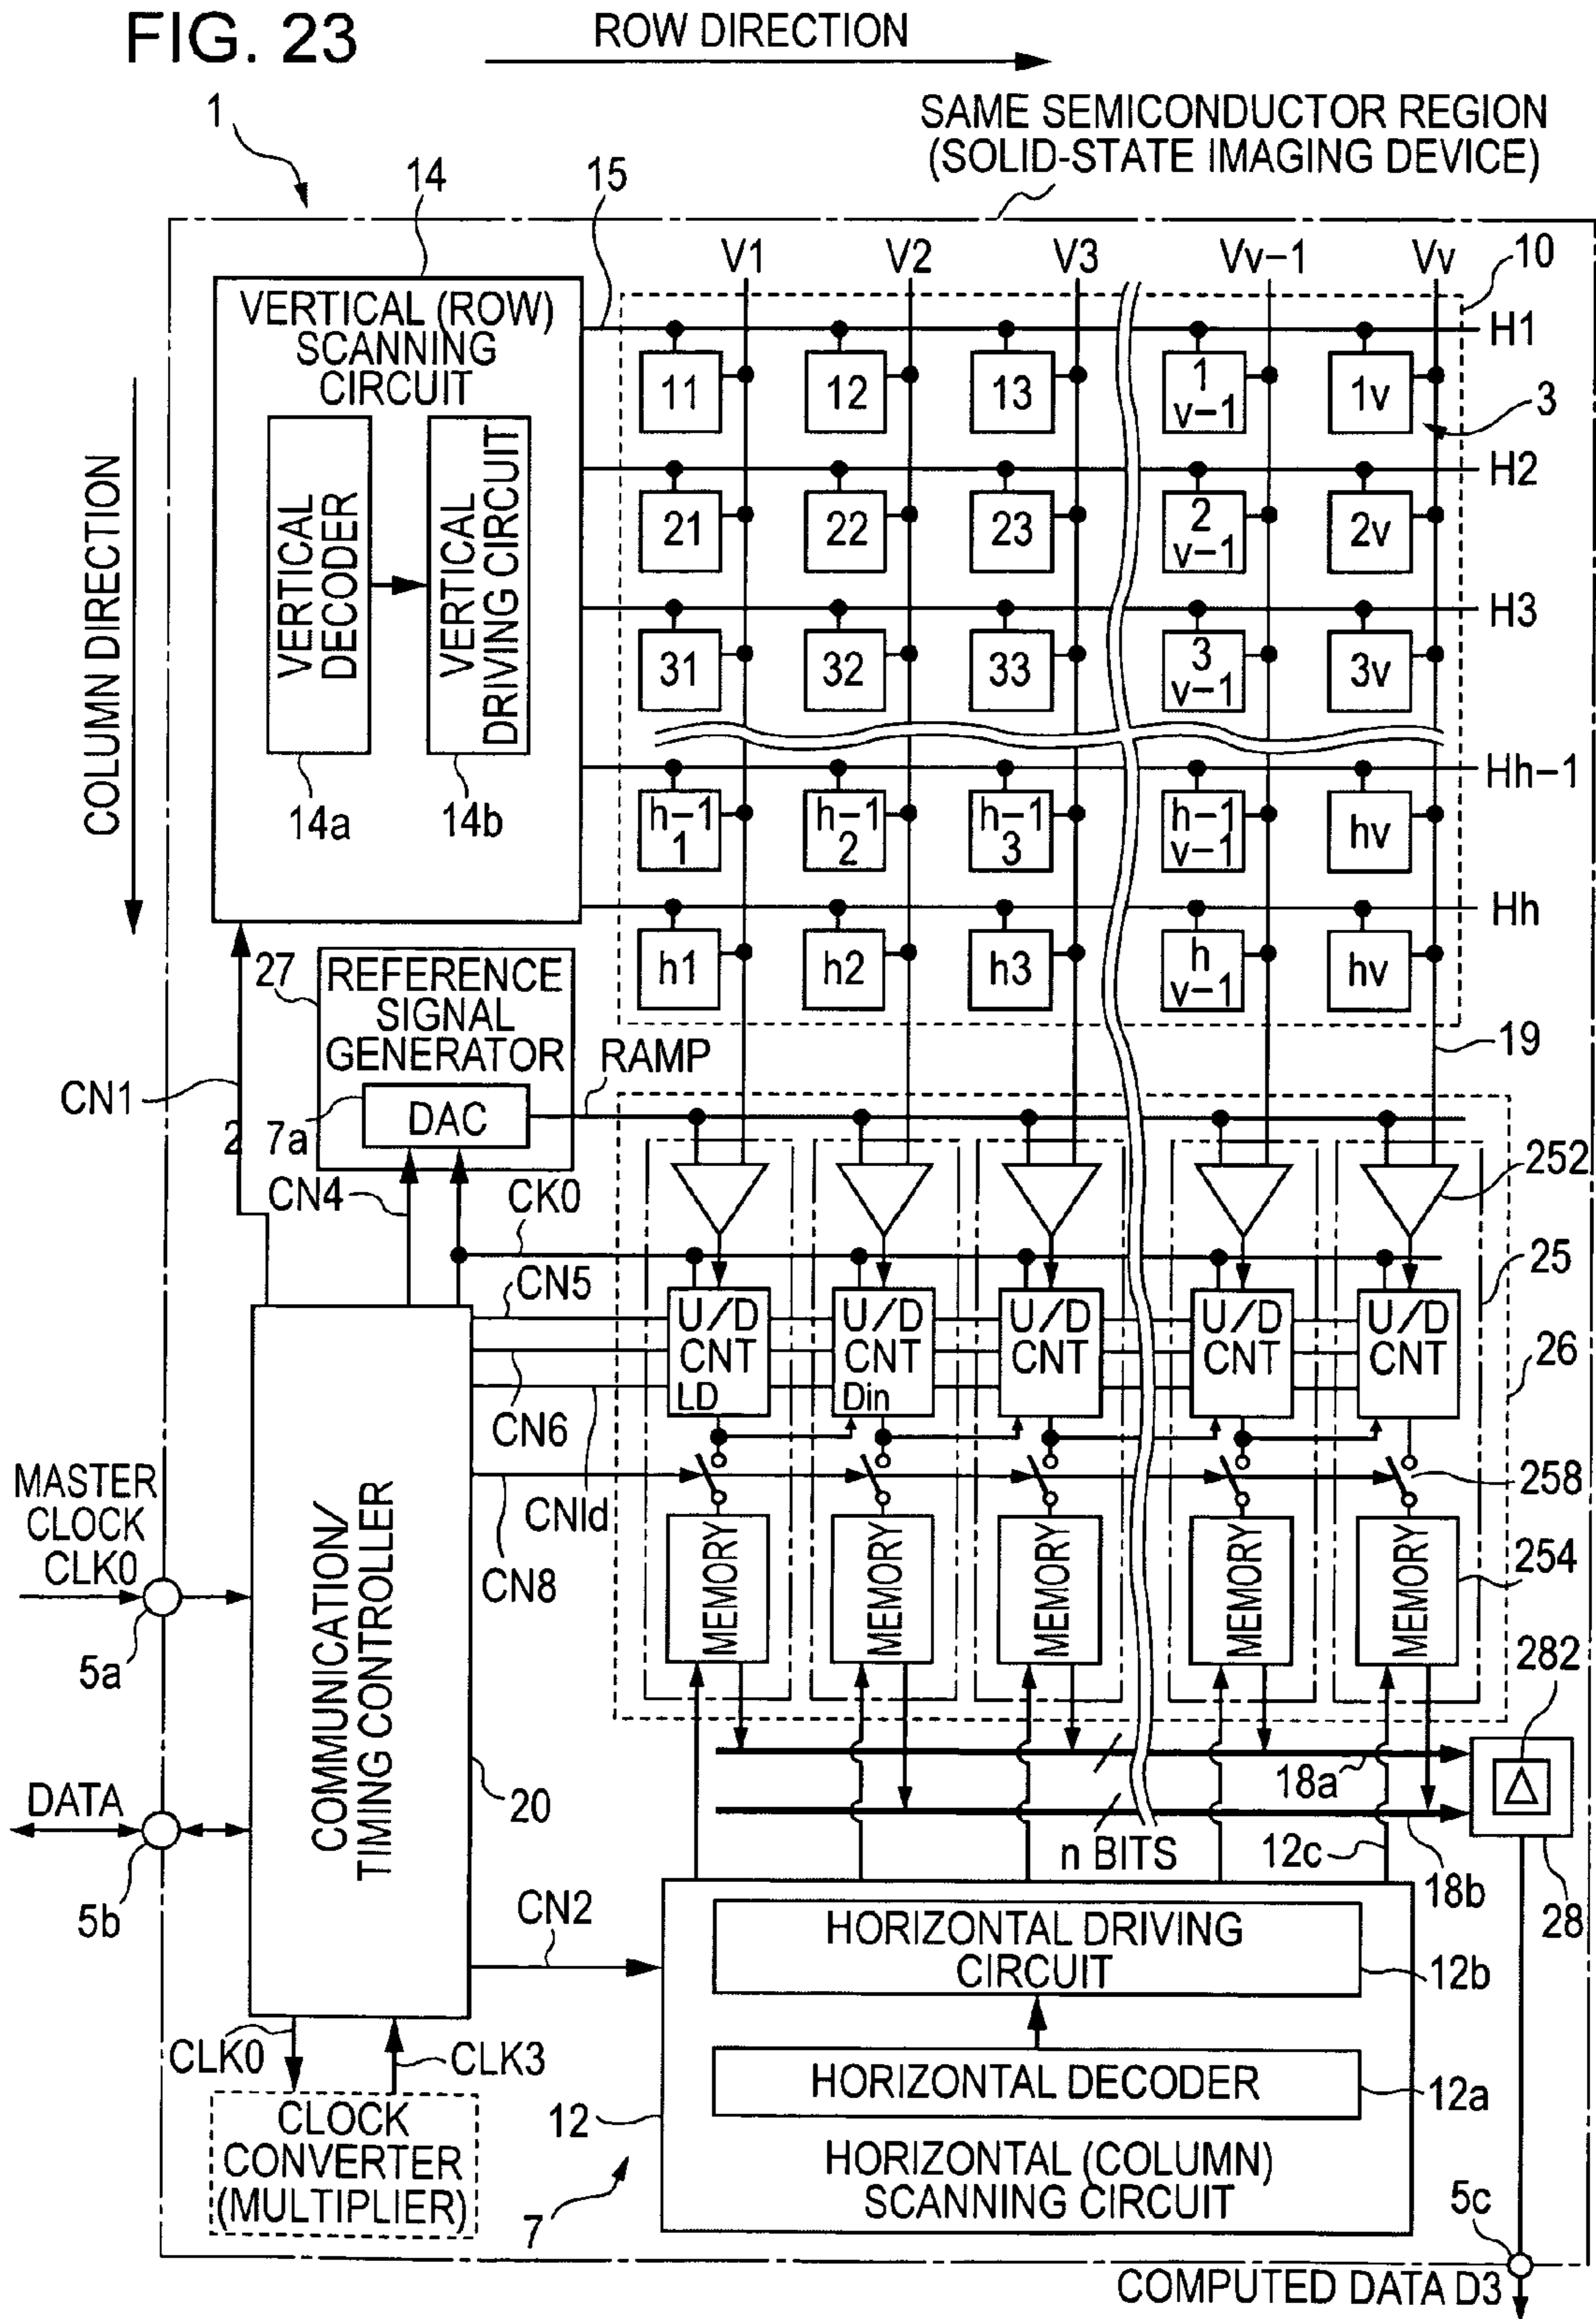 FIG. 23
ROW DIRECTION
SAME SEMICONDUCTOR REGION
(SOLID-STATE IMAGING DEVICE)
1
14
15
V1
V2
V3
Vv-1
Vv
10
VERTICAL (ROW)
SCANNING
CIRCUIT
COLUMN DIRECTION
VERTICAL
DECODER
VERTICAL
DRIVING CIRCUIT
14a
14b
H1
11
12
13
1
v-1
1v
3
H2
21
22
23
2
v-1
2v
H3
31
32
33
3
v-1
3v
Hh-1
h-1
1
h-1
2
h-1
3
h-1
v-1
hv
Hh
h1
h2
h3
h
v-1
hv
27
REFERENCE
SIGNAL
GENERATOR
RAMP
19
CN1
2 7a
DAC
CN4
CK0
252
25
CN5
U/D
CNT
LD
U/D
CNT
Din
U/D
CNT
U/D
CNT
U/D
CNT
26
CN6
CNld
CN8
258
MEMORY
MEMORY
MEMORY
MEMORY
MEMORY
254
MASTER
CLOCK
CLK0
5a
COMMUNICATION/
TIMING CONTROLLER
20
282
18a
DATA
5b
n BITS
12c
18b
28
CN2
HORIZONTAL DRIVING
CIRCUIT
12b
CLK0
CLK3
HORIZONTAL DECODER
12a
12
CLOCK
CONVERTER
(MULTIPLIER)
HORIZONTAL (COLUMN)
SCANNING CIRCUIT
7
5c
COMPUTED DATA D3